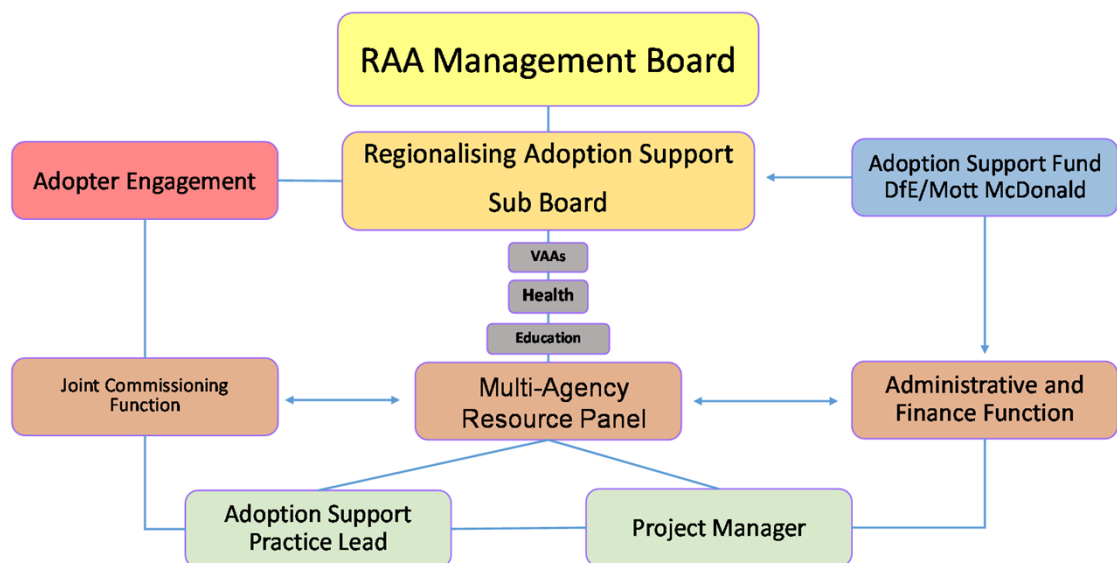 RAA Management Board
Adopter Engagement
Regionalising Adoption Support
Sub Board
Adoption Support Fund
DfE/Mott McDonald
VAAs
Health
Education
Joint Commissioning
Function
Multi-Agency
Resource Panel
Administrative and
Finance Function
Adoption Support
Practice Lead
Project Manager